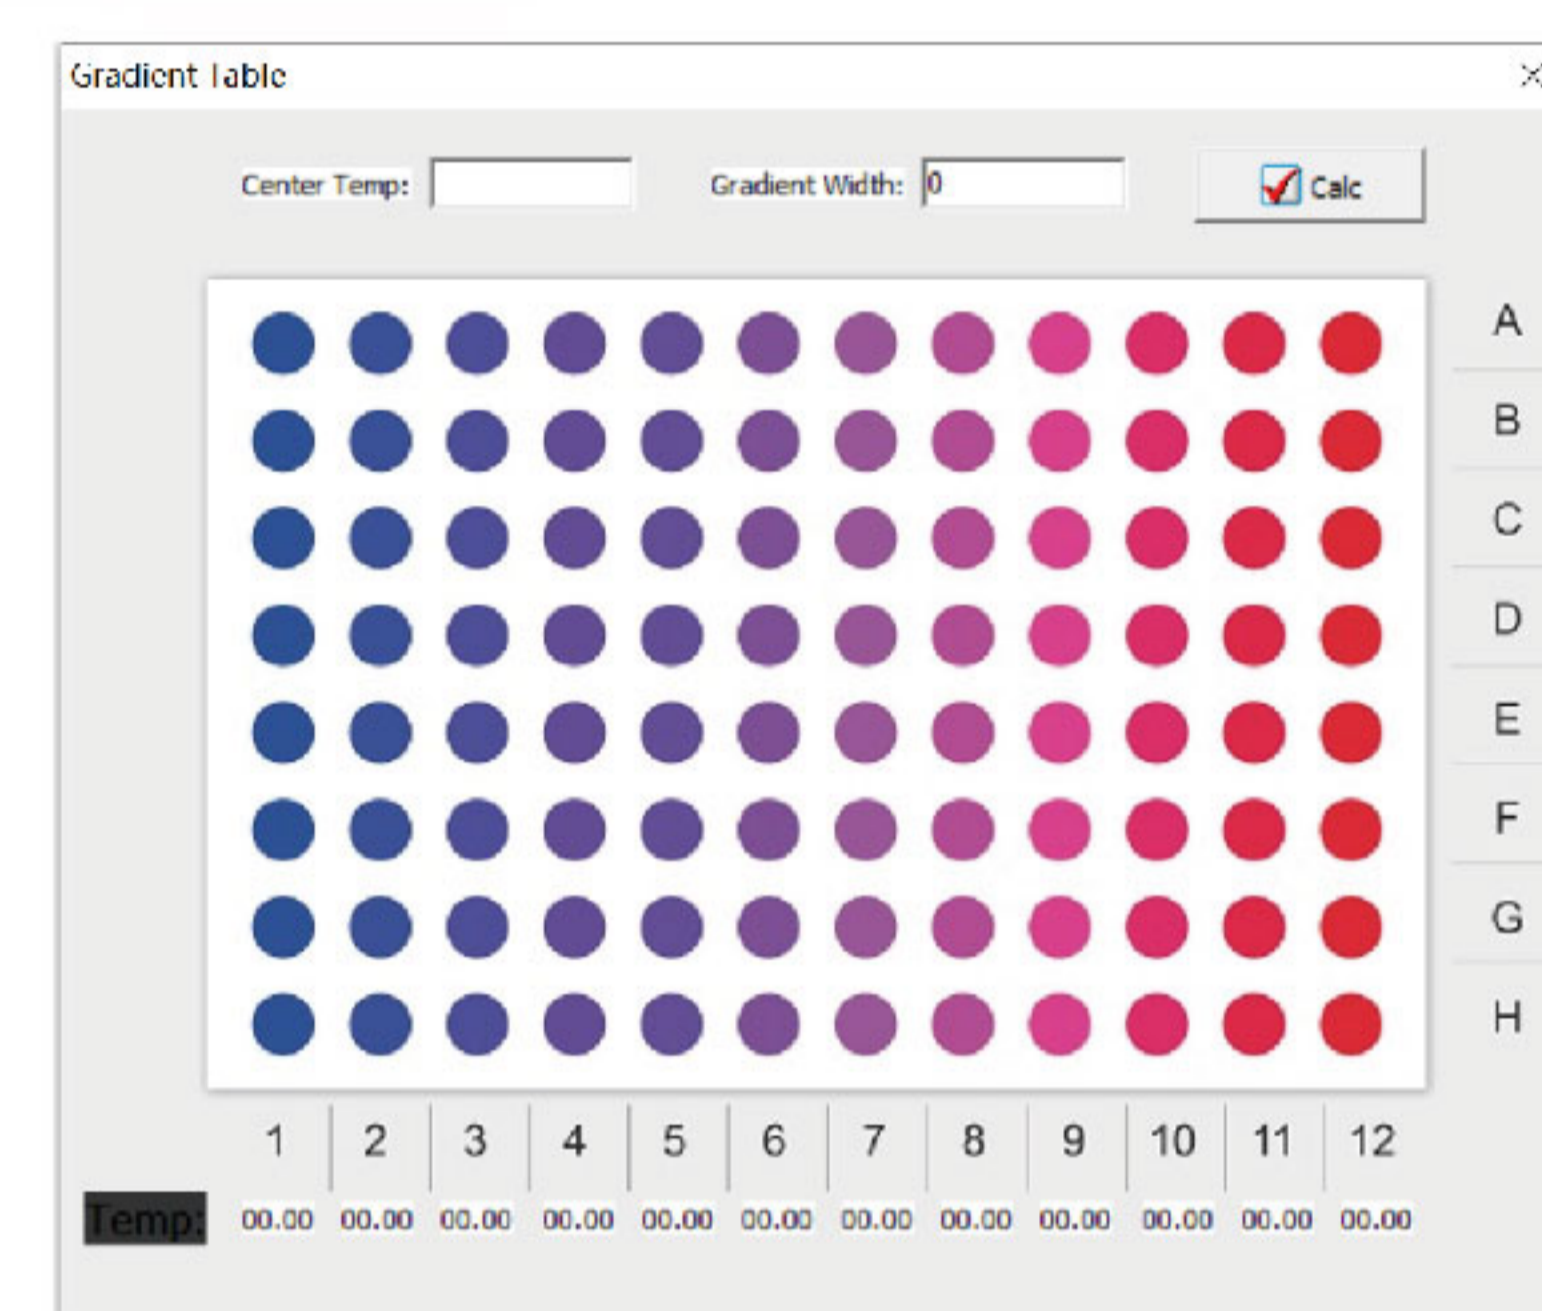 Gradient Table
Center Temp: Gradient Width: 0 Calc
A
B
C
D
E
F
G
H
1 2 3 4 5 6 7 8 9 10 11 12
Temp: 00.00 00.00 00.00 00.00 00.00 00.00 00.00 00.00 00.00 00.00 00.00 00.00